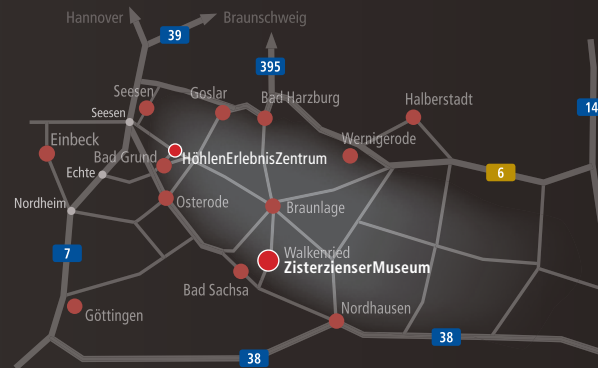 Hannover
Braunschweig
39
395
Seesen
Goslar
Bad Harzburg
Halberstadt
14
Seesen
Einbeck
Wernigerode
Bad Grund
HöhlenErlebnisZentrum
Echte
6
Nordheim
Osterode
Braunlage
7
Walkenried
ZisterzienserMuseum
Bad Sachsa
Göttingen
Nordhausen
38
38